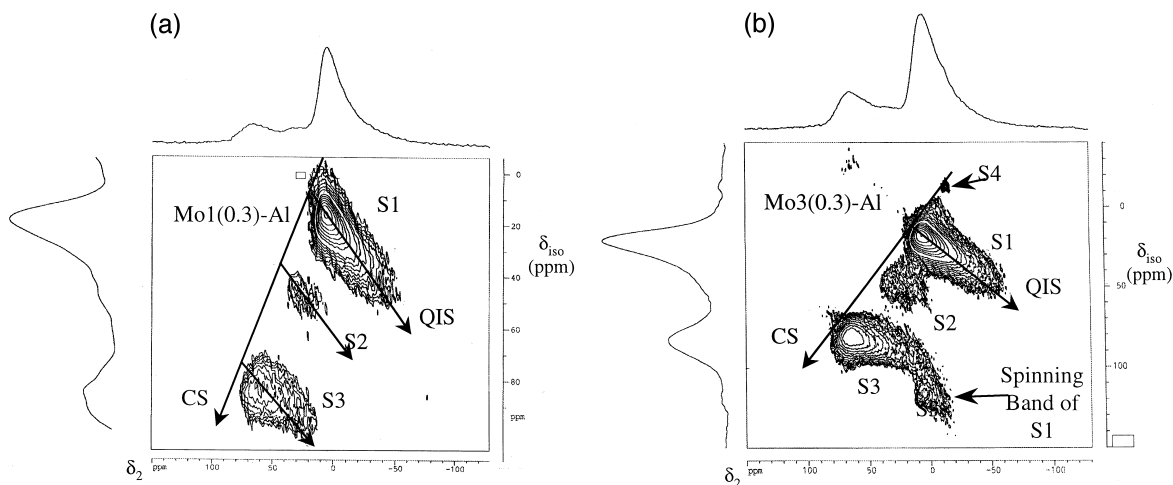 (a)
(b)
Mo1(0.3)-Al
S1
S2
S3
QIS
CS
0
20
40
60
80
ppm
δiso
(ppm)
δ2
ppm
100
50
0
-50
-100
Mo3(0.3)-Al
S4
S1
S2
S3
QIS
CS
Spinning
Band of
S1
0
50
100
δiso
(ppm)
δ2
ppm
100
50
0
-50
-100